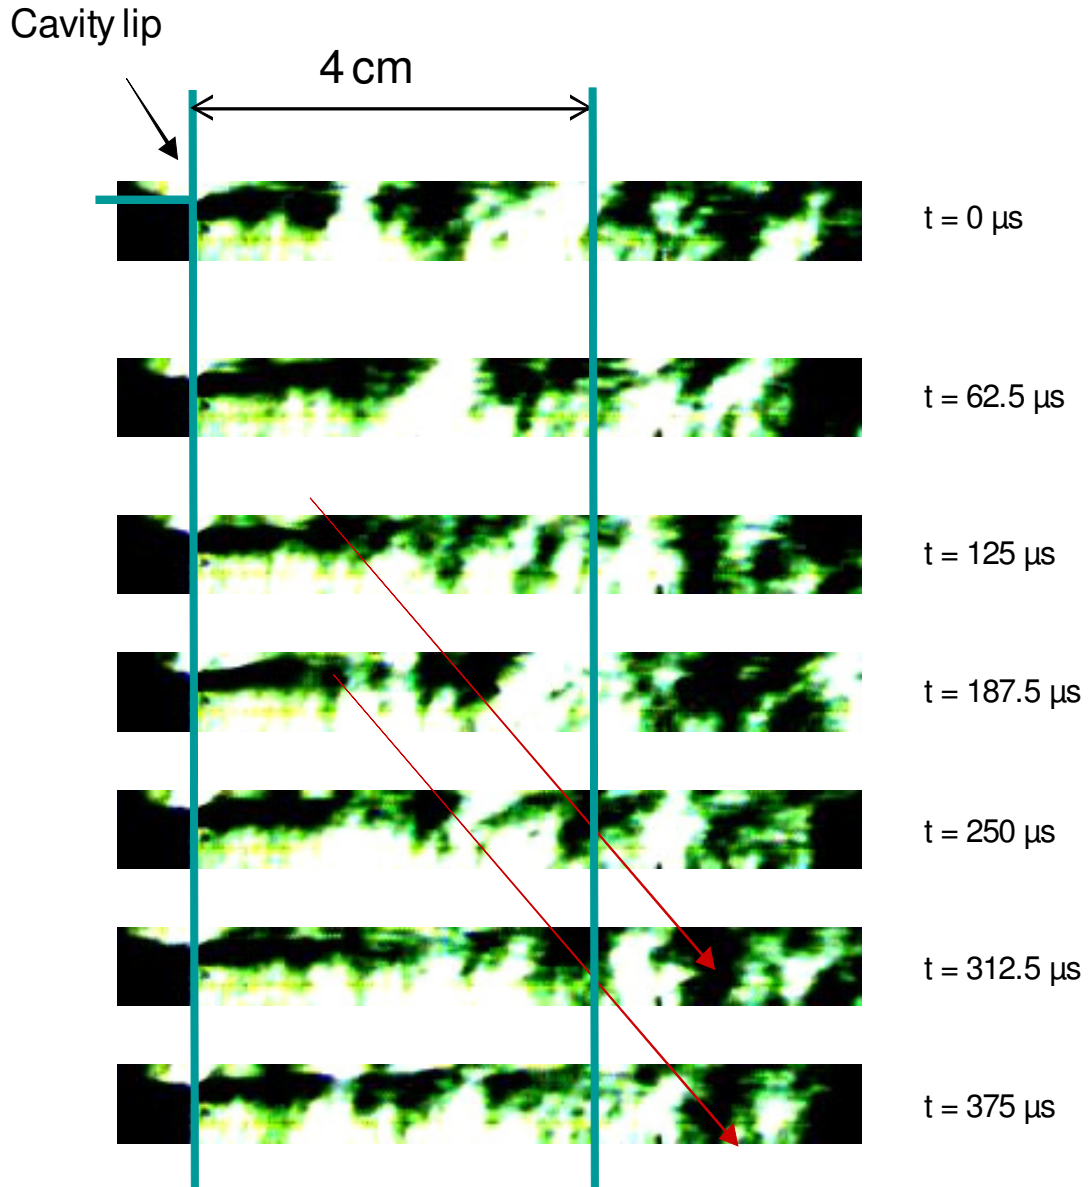 Cavity lip
4 cm
t = 0 µs
t = 62.5 µs
t = 125 µs
t = 187.5 µs
t = 250 µs
t = 312.5 µs
t = 375 µs